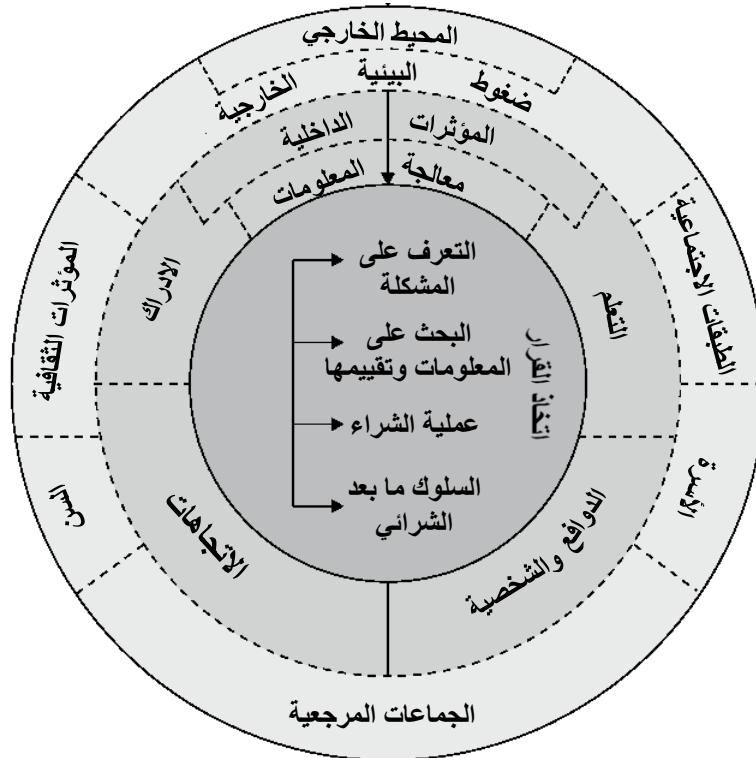 المحيط الخارجي
ضغوط البيئية الخارجية
المؤثرات الداخلية
معالجة المعلومات
الطبقات الاجتماعية
المؤثرات الثقافية
التعلم
الادراك
التعرف على
المشكلة
البحث على
المعلومات وتقييمها
عملية الشراء
السلوك ما بعد
الشرائي
اتخاذ القرار
الأسرة
السن
الدوافع والشخصية
الاتجاهات
الجماعات المرجعية